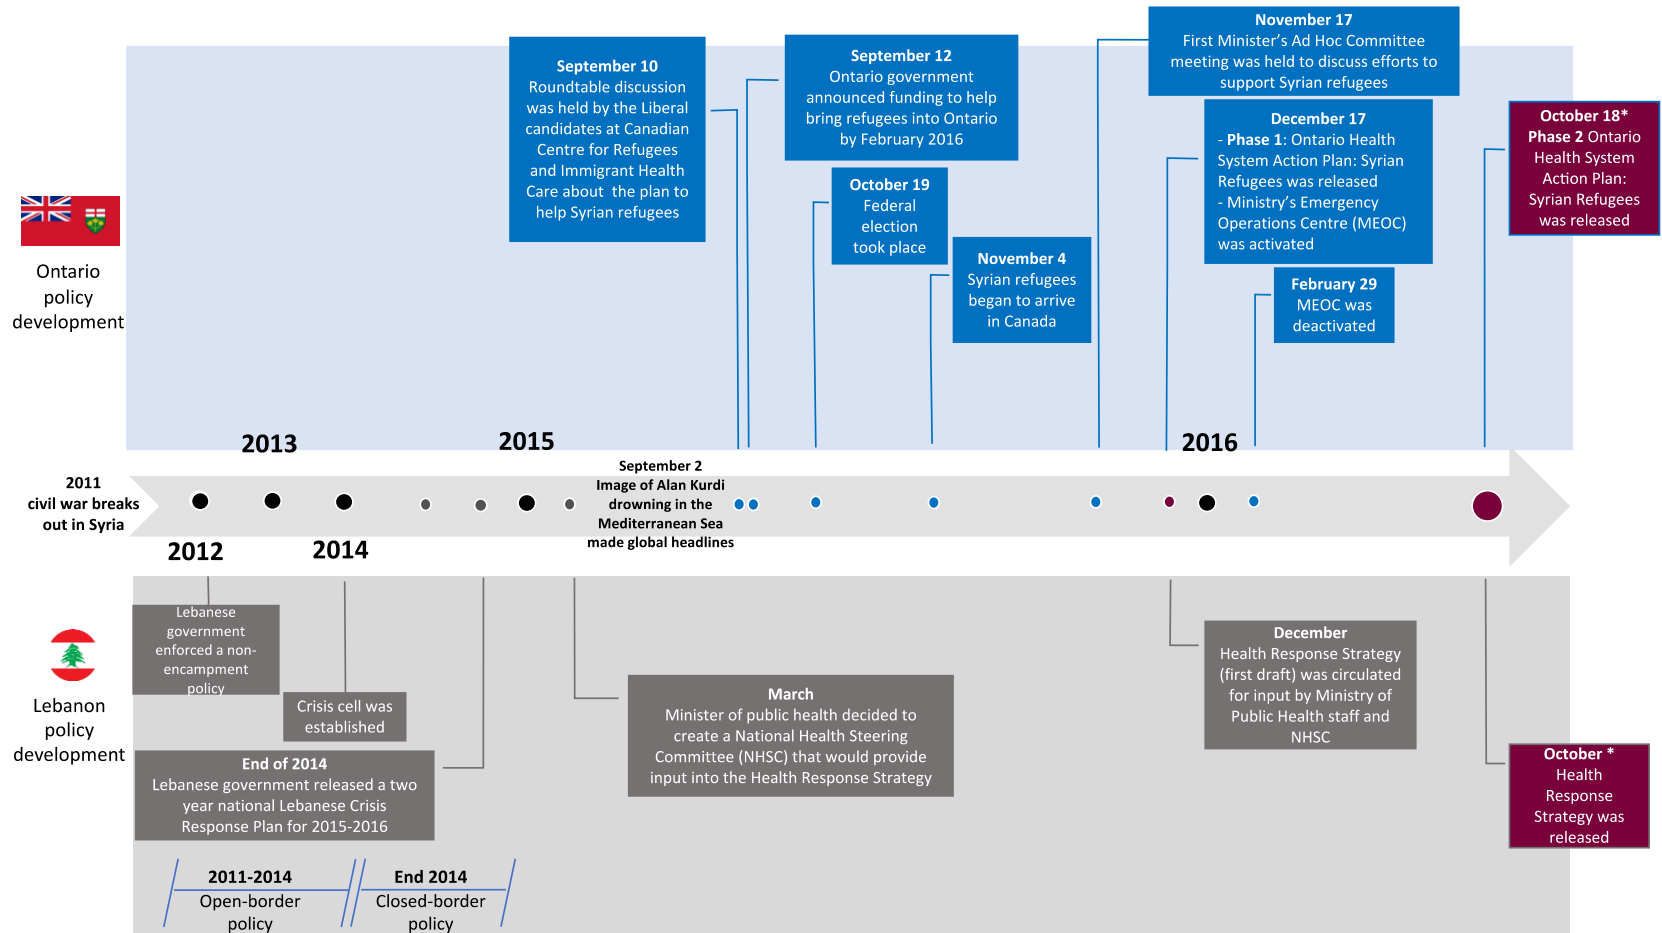 September 10
Roundtable discussion
was held by the Liberal
candidates at Canadian
Centre for Refugees
and Immigrant Health
Care about  the plan to
help Syrian refugees
September 12
Ontario government
announced funding to help
bring refugees into Ontario
by February 2016
October 19
Federal
election
took place
November 4
Syrian refugees
began to arrive
in Canada
November 17
First Minister's Ad Hoc Committee
meeting was held to discuss efforts to
support Syrian refugees
December 17
- Phase 1: Ontario Health
System Action Plan: Syrian
Refugees was released
- Ministry's Emergency
Operations Centre (MEOC)
was activated
February 29
MEOC was
deactivated
October 18*
Phase 2 Ontario
Health System
Action Plan:
Syrian Refugees
was released
Ontario
policy
development
2013
2015
2016
2011
civil war breaks
out in Syria
September 2
Image of Alan Kurdi
drowning in the
Mediterranean Sea
made global headlines
2012
2014
Lebanese
government
enforced a non-
encampment
policy
Crisis cell was
established
End of 2014
Lebanese government released a two
year national Lebanese Crisis
Response Plan for 2015-2016
March
Minister of public health decided to
create a National Health Steering
Committee (NHSC) that would provide
input into the Health Response Strategy
December
Health Response Strategy
(first draft) was circulated
for input by Ministry of
Public Health staff and
NHSC
October *
Health
Response
Strategy was
released
Lebanon
policy
development
2011-2014
Open-border
policy
End 2014
Closed-border
policy